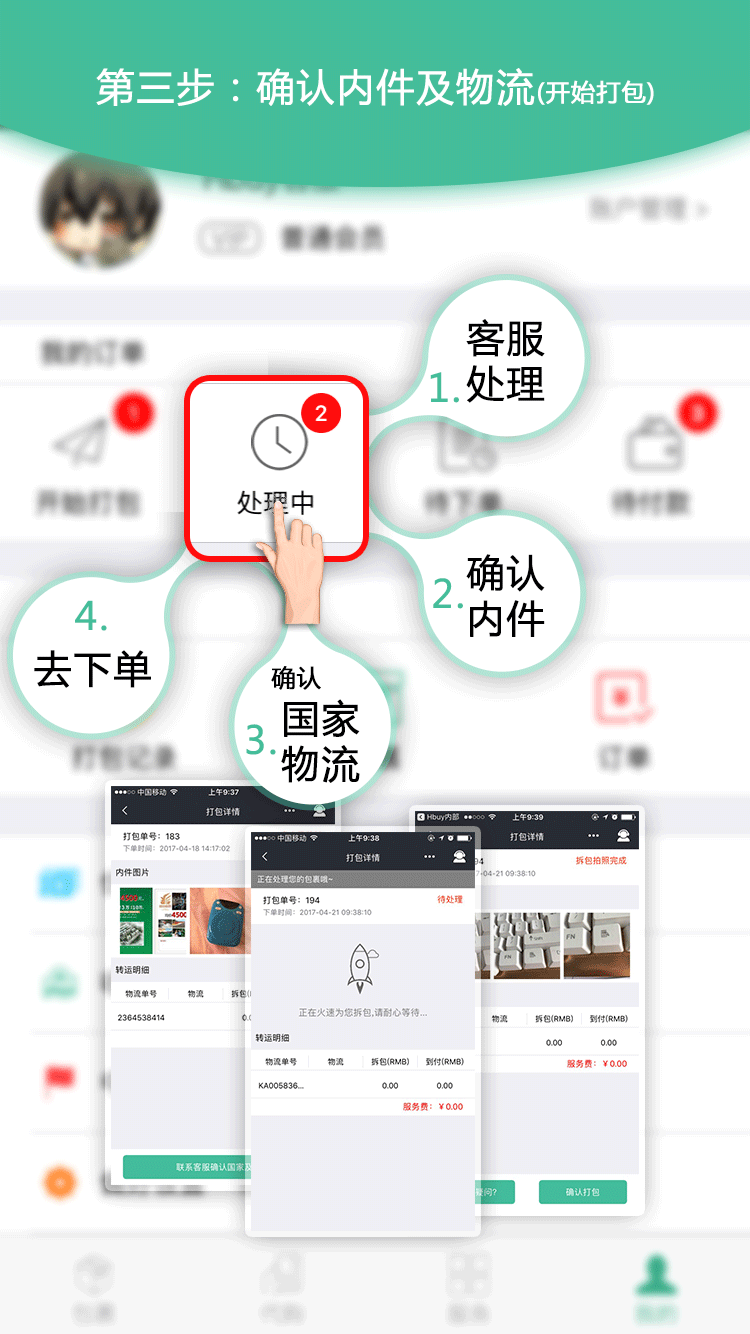 第三步：确认内件及物流(开始打包)
VIP 普通会员
账户管理 >
我的订单
1
2
3
开始打包
处理中
待下单
待付款
1. 客服
处理
2. 确认
内件
3. 确认
国家
物流
4.
去下单
打包记录
订单
中国移动 上午9:37
打包详情
打包单号：183
下单时间：2017-04-18 14:17:02
内件图片
转运明细
物流单号 物流 拆包(
2364538414 0.0
联系客服确认国家及
中国移动 上午9:38
打包详情
正在处理您的包裹哦~
打包单号：194 待处理
下单时间：2017-04-21 09:38:10
正在火速为您拆包,请耐心等待...
转运明细
物流单号 物流 拆包(RMB) 到付(RMB)
KA005836... 0.00 0.00
服务费：￥0.00
Hbuy内部 上午9:39
打包详情
94 拆包拍照完成
7-04-21 09:38:10
FN
物流 拆包(RMB) 到付(RMB)
0.00 0.00
服务费：￥0.00
疑问?
确认打包
包裹
代购
服务
我的